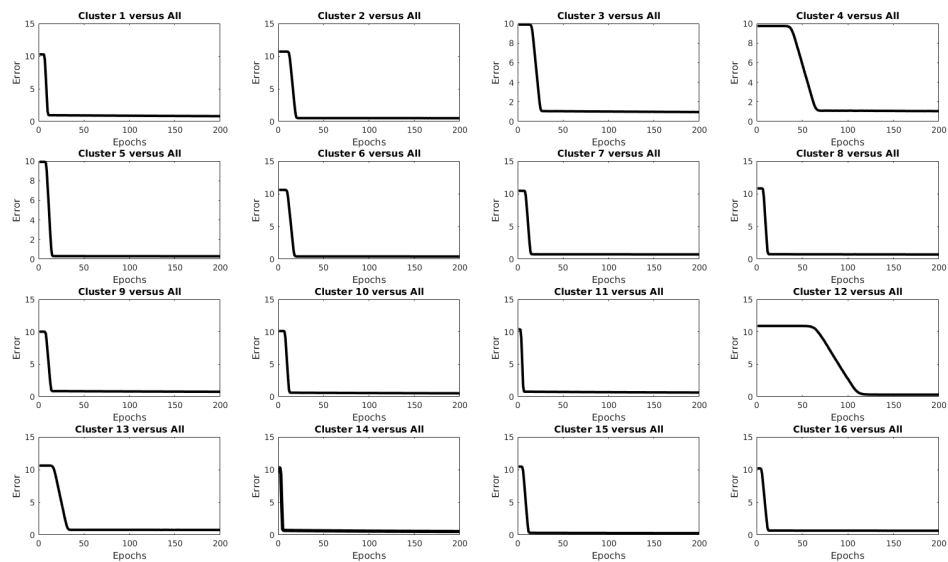 Cluster 1 versus All
Cluster 2 versus All
Cluster 3 versus All
Cluster 4 versus All
15
10
5
0
Error
0 50 100 150 200
Epochs
15
10
5
0
Error
0 50 100 150 200
Epochs
10
8
6
4
2
Error
0 50 100 150 200
Epochs
10
8
6
4
2
0
Error
0 50 100 150 200
Epochs
Cluster 5 versus All
Cluster 6 versus All
Cluster 7 versus All
Cluster 8 versus All
10
8
6
4
2
0
Error
0 50 100 150 200
Epochs
15
10
5
0
Error
0 50 100 150 200
Epochs
15
10
5
0
Error
0 50 100 150 200
Epochs
15
10
5
0
Error
0 50 100 150 200
Epochs
Cluster 9 versus All
Cluster 10 versus All
Cluster 11 versus All
Cluster 12 versus All
15
10
5
0
Error
0 50 100 150 200
Epochs
15
10
5
0
Error
0 50 100 150 200
Epochs
15
10
5
0
Error
0 50 100 150 200
Epochs
15
10
5
0
Error
0 50 100 150 200
Epochs
Cluster 13 versus All
Cluster 14 versus All
Cluster 15 versus All
Cluster 16 versus All
15
10
5
0
Error
0 50 100 150 200
Epochs
15
10
5
0
Error
0 50 100 150 200
Epochs
15
10
5
0
Error
0 50 100 150 200
Epochs
15
10
5
0
Error
0 50 100 150 200
Epochs